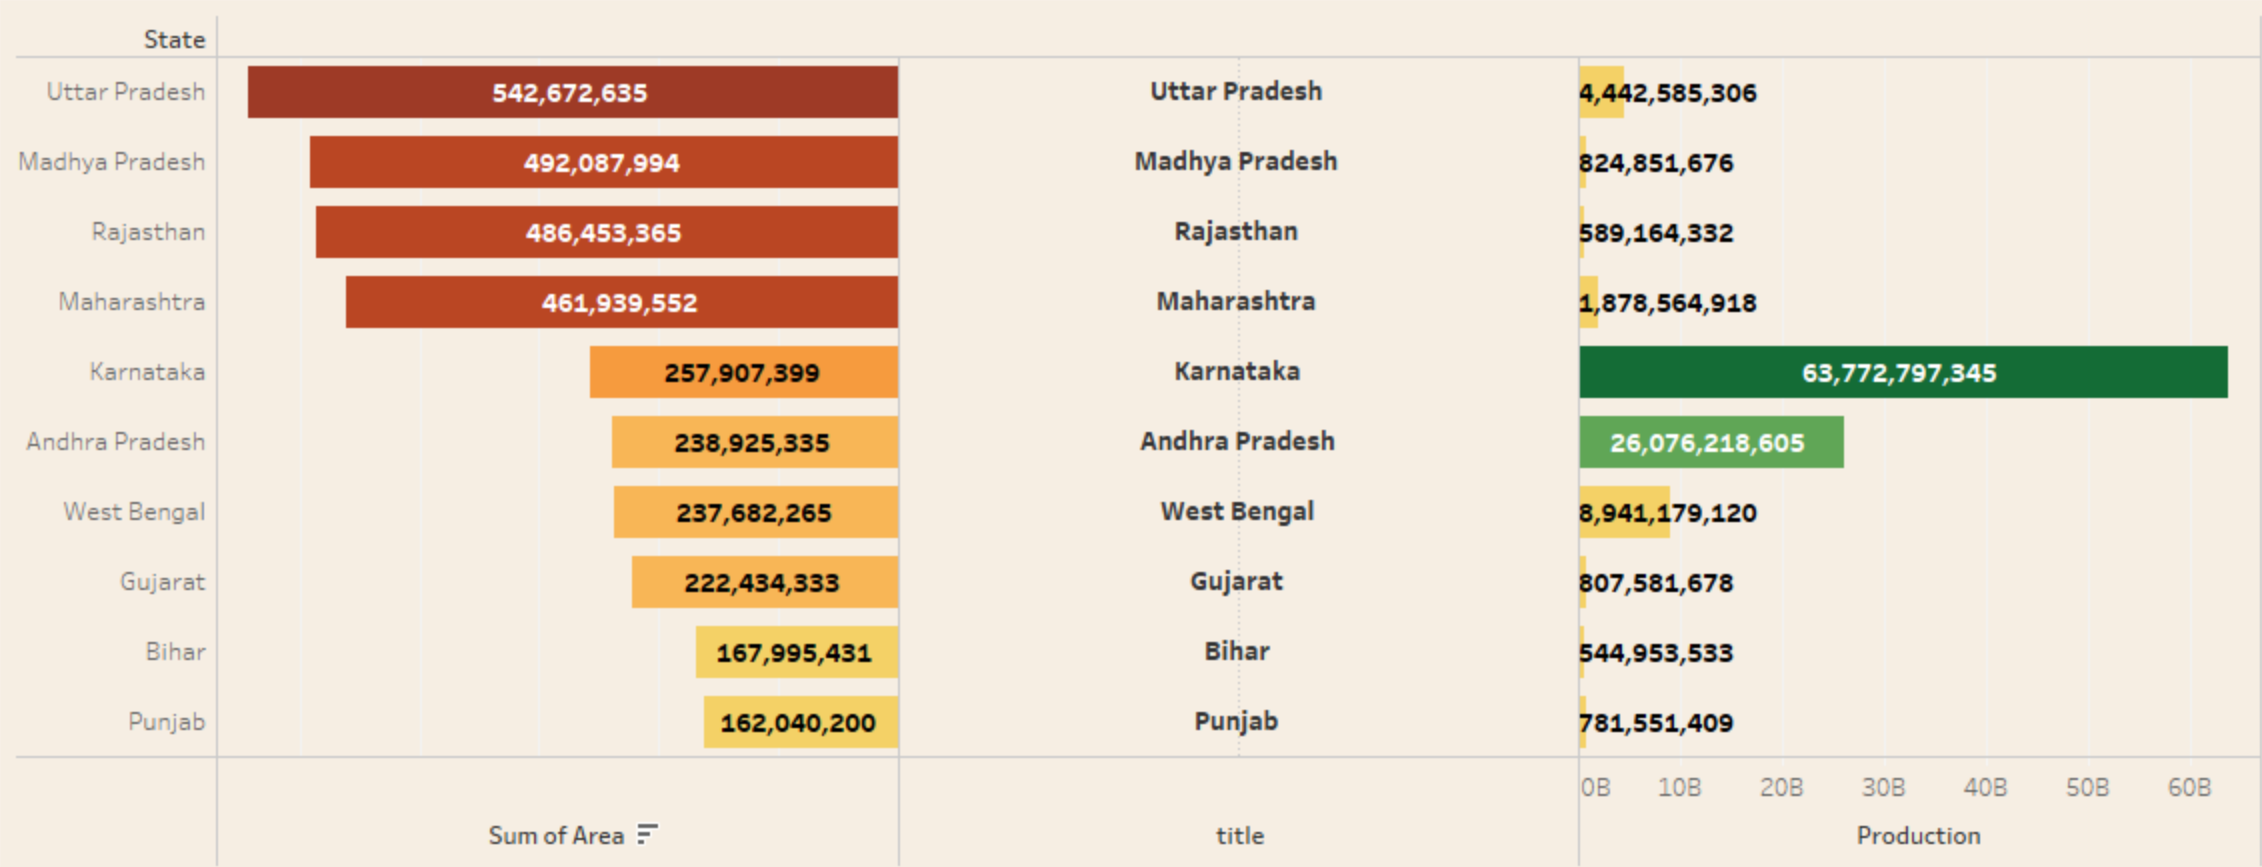 State
Uttar Pradesh 542,672,635 Uttar Pradesh 4,442,585,306
Madhya Pradesh 492,087,994 Madhya Pradesh 824,851,676
Rajasthan 486,453,365 Rajasthan 589,164,332
Maharashtra 461,939,552 Maharashtra 1,878,564,918
Karnataka 257,907,399 Karnataka 63,772,797,345
Andhra Pradesh 238,925,335 Andhra Pradesh 26,076,218,605
West Bengal 237,682,265 West Bengal 8,941,179,120
Gujarat 222,434,333 Gujarat 807,581,678
Bihar 167,995,431 Bihar 544,953,533
Punjab 162,040,200 Punjab 781,551,409
0B 10B 20B 30B 40B 50B 60B
Sum of Area title Production